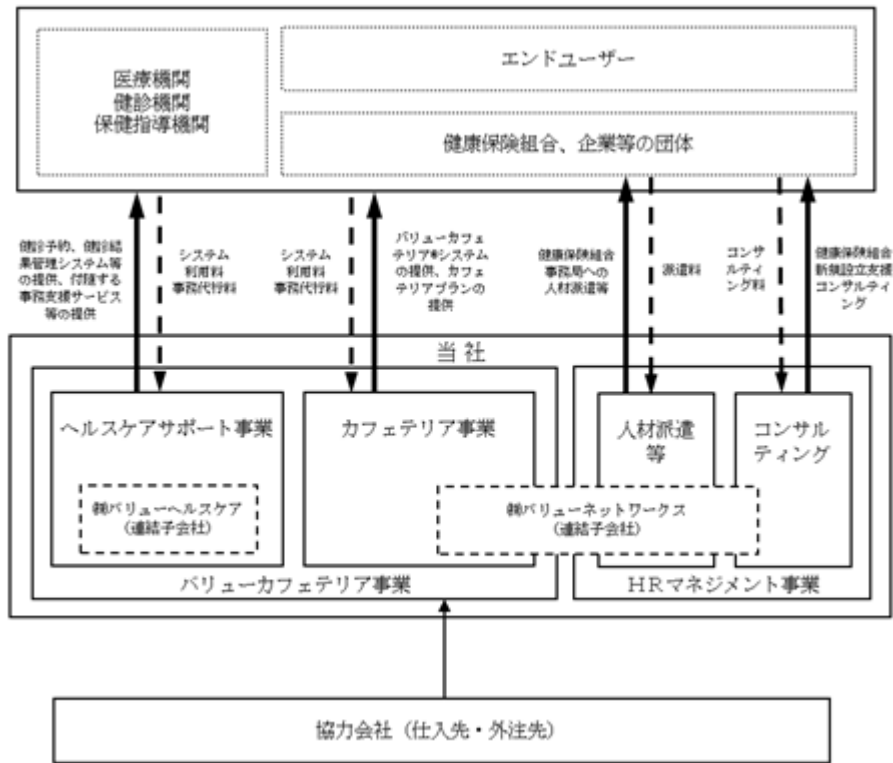 医療機関
健診機関
保健指導機関
エンドユーザー
健康保険組合、企業等の団体
健診予約、健診結
果管理システム等
の提供、付随する
事務支援サービス
等の提供
システム
利用料
事務代行料
システム
利用料
事務代行料
バリューカフェ
テリア®システム
の提供、カフェ
テリアプランの
提供
健康保険組合
事務局への
人材派遣等
派遣料
コンサ
ルティ
ング料
健康保険組合
新規設立支援
コンサルティ
ング
当社
ヘルスケアサポート事業
カフェテリア事業
人材派遣
等
コンサル
ティング
㈱バリューヘルスケア
(連結子会社)
㈱バリューネットワークス
(連結子会社)
バリューカフェテリア事業
HRマネジメント事業
協力会社(仕入先・外注先)